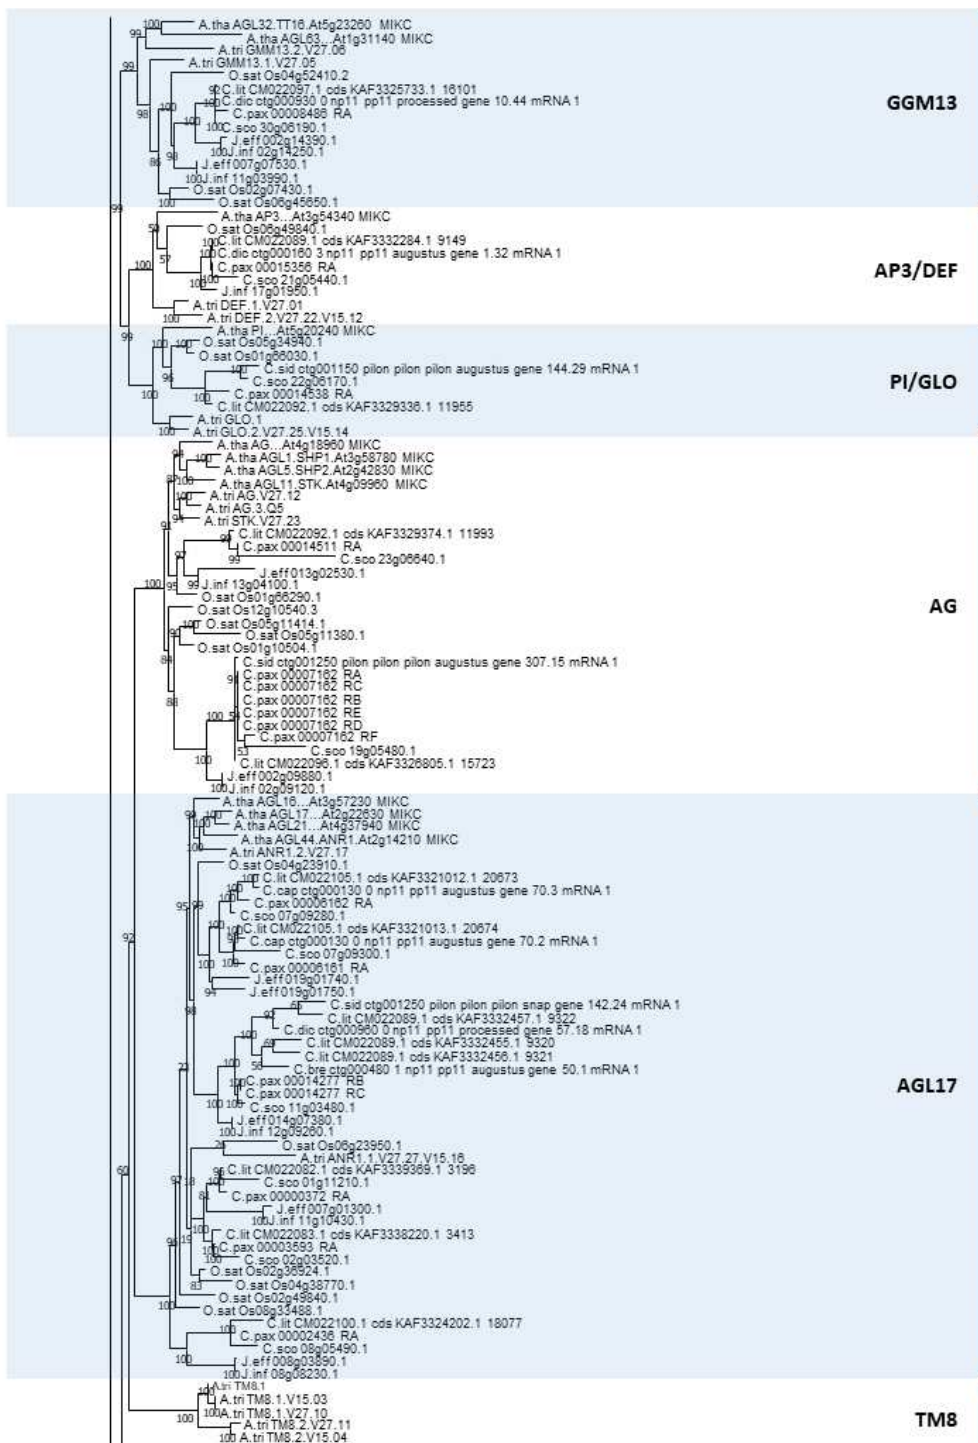 A.tha AGL32.TT16.At5g23260 MIKC
A.tha AGL63...At1g31140 MIKC
A.tri GMM13.2.V27.06
A.tri GMM13.1.V27.05
O.sat Os04g52410.2
C.lit CM022097.1 cds KAF3325733.1 16101
C.dic ctg000930 0 np11 pp11 processed gene 10.44 mRNA 1
GGM13
C.pax 00008486 RA
C.sco 30g06190.1
J.eff 002g14390.1
J.inf 02g14250.1
J.eff 007g07530.1
J.inf 11g03990.1
O.sat Os02g07430.1
O.sat Os06g45650.1
A.tha AP3...At3g54340 MIKC
O.sat Os06g49840.1
C.lit CM022089.1 cds KAF3332284.1 9149
C.dic ctg000160 3 np11 pp11 augustus gene 1.32 mRNA 1
C.pax 00015356 RA
AP3/DEF
C.sco 21g05440.1
J.inf 17g01950.1
A.tri DEF.1.V27.01
A.tri DEF.2.V27.22.V15.12
A.tha PI...At5g20240 MIKC
O.sat Os05g34940.1
O.sat Os01g66030.1
C.sid ctg001150 pilon pilon pilon augustus gene 144.29 mRNA 1
C.sco 22g06170.1
PI/GLO
C.pax 00014538 RA
C.lit CM022092.1 cds KAF3329336.1 11955
A.tri GLO.1
A.tri GLO.2.V27.25.V15.14
A.tha AG...At4g18960 MIKC
A.tha AGL1.SHP1.At3g58780 MIKC
A.tha AGL5.SHP2.At2g42830 MIKC
A.tha AGL11.STK.At4g09960 MIKC
A.tri AG.V27.12
A.tri AG.3.Q5
A.tri STK.V27.23
C.lit CM022092.1 cds KAF3329374.1 11993
C.pax 00014511 RA
C.sco 23g06640.1
J.eff 013g02530.1
J.inf 13g04100.1
O.sat Os01g66290.1
O.sat Os12g10540.3
AG
O.sat Os05g11414.1
O.sat Os05g11380.1
O.sat Os01g10504.1
C.sid ctg001250 pilon pilon pilon augustus gene 307.15 mRNA 1
C.pax 00007162 RA
C.pax 00007162 RC
C.pax 00007162 RB
C.pax 00007162 RE
C.pax 00007162 RD
C.pax 00007162 RF
C.sco 19g05480.1
C.lit CM022096.1 cds KAF3326805.1 15723
J.eff 002g09880.1
J.inf 02g09120.1
A.tha AGL16...At3g57230 MIKC
A.tha AGL17...At2g22630 MIKC
A.tha AGL21...At4g37940 MIKC
A.tha AGL44.ANR1.At2g14210 MIKC
A.tri ANR1.2.V27.17
O.sat Os04g23910.1
C.lit CM022105.1 cds KAF3321012.1 20673
C.cap ctg000130 0 np11 pp11 augustus gene 70.3 mRNA 1
C.pax 00006162 RA
C.sco 07g09280.1
C.lit CM022105.1 cds KAF3321013.1 20674
C.cap ctg000130 0 np11 pp11 augustus gene 70.2 mRNA 1
C.sco 07g09300.1
C.pax 00006161 RA
J.eff 019g01740.1
J.eff 019g01750.1
C.sid ctg001250 pilon pilon pilon snap gene 142.24 mRNA 1
C.lit CM022089.1 cds KAF3332457.1 9322
C.dic ctg000960 0 np11 pp11 processed gene 57.18 mRNA 1
C.lit CM022089.1 cds KAF3332455.1 9320
C.lit CM022089.1 cds KAF3332456.1 9321
C.bre ctg000480 1 np11 pp11 augustus gene 50.1 mRNA 1
C.pax 00014277 RB
AGL17
C.pax 00014277 RC
C.sco 11g03480.1
J.eff 014g07380.1
J.inf 12g09260.1
O.sat Os06g23950.1
A.tri ANR1.1.V27.27.V15.16
C.lit CM022082.1 cds KAF3339369.1 3196
C.sco 01g11210.1
C.pax 00000372 RA
J.eff 007g01300.1
J.inf 11g10430.1
C.lit CM022083.1 cds KAF3338220.1 3413
C.pax 00003593 RA
C.sco 02g03520.1
O.sat Os02g36924.1
O.sat Os04g38770.1
O.sat Os02g49840.1
O.sat Os08g33488.1
C.lit CM022100.1 cds KAF3324202.1 18077
C.pax 00002436 RA
C.sco 08g05490.1
J.eff 008g03890.1
J.inf 08g08230.1
A.tri TM8.1
A.tri TM8.1.V15.03
A.tri TM8.1.V27.10
TM8
A.tri TM8.2.V27.11
A.tri TM8.2.V15.04